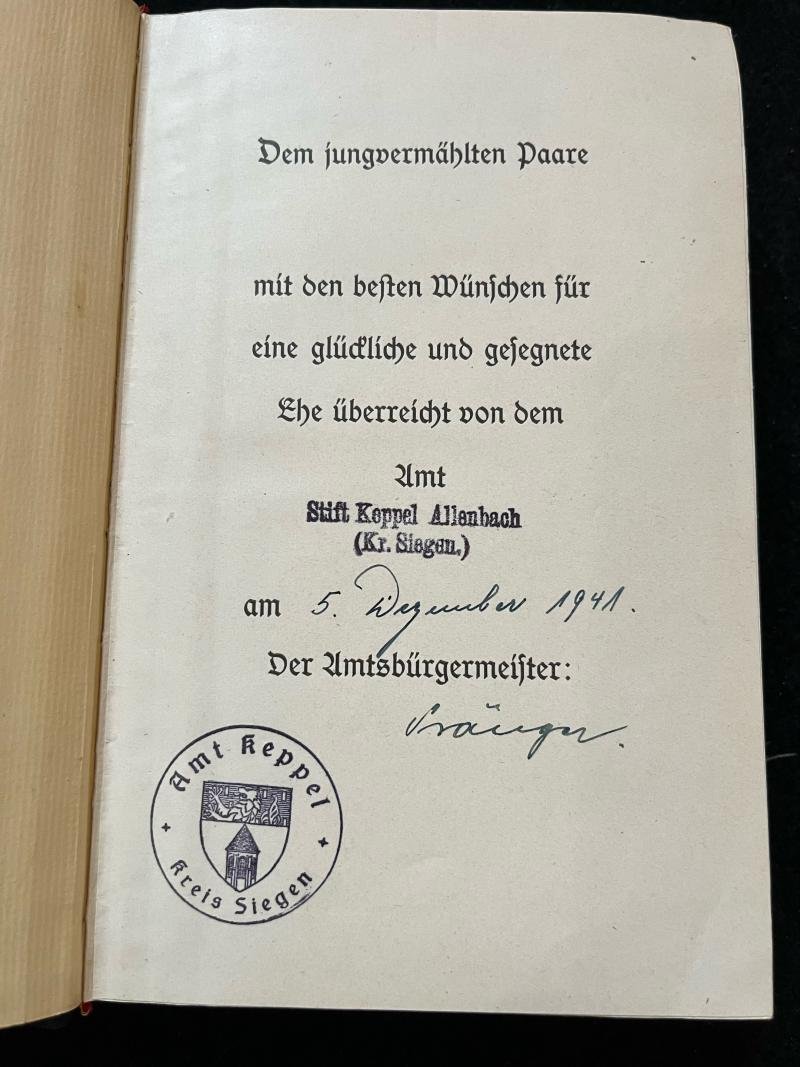 Dem jungvermählten Paare
mit den besten Wünschen für
eine glückliche und gesegnete
Ehe überreicht von dem
Amt
Stift Keppel Allenbach
(Kr. Siegen.)
am 5. Dezember 1941.
Der Amtsbürgermeister:
Amt Keppel
Kreis Siegen